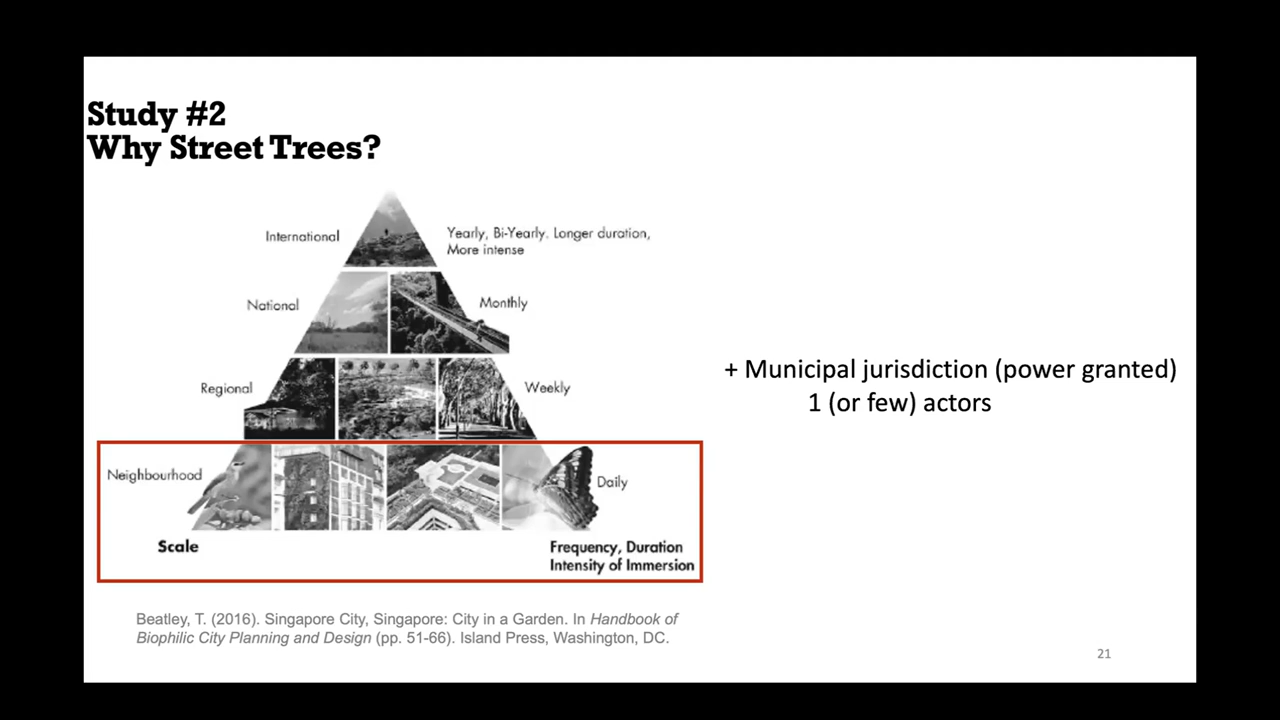 Study #2
Why Street Trees?
International
Yearly, Bi-Yearly. Longer duration,
More intense
National
Monthly
Regional
Weekly
Neighbourhood
Daily
Scale
Frequency, Duration
Intensity of Immersion
+ Municipal jurisdiction (power granted)
1 (or few) actors
Beatley, T. (2016). Singapore City, Singapore: City in a Garden. In Handbook of
Biophilic City Planning and Design (pp. 51-66). Island Press, Washington, DC.
21